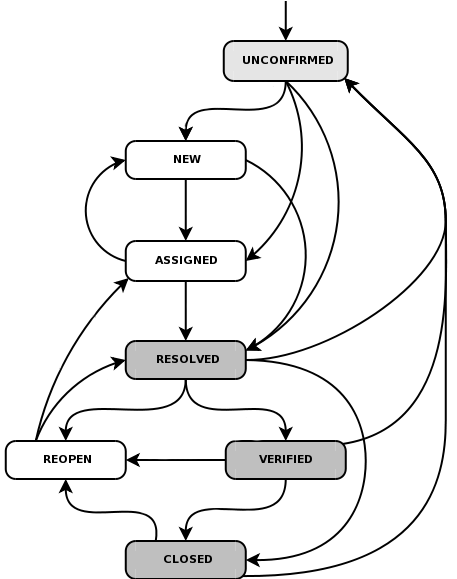 UNCONFIRMED
NEW
ASSIGNED
RESOLVED
REOPEN
VERIFIED
CLOSED